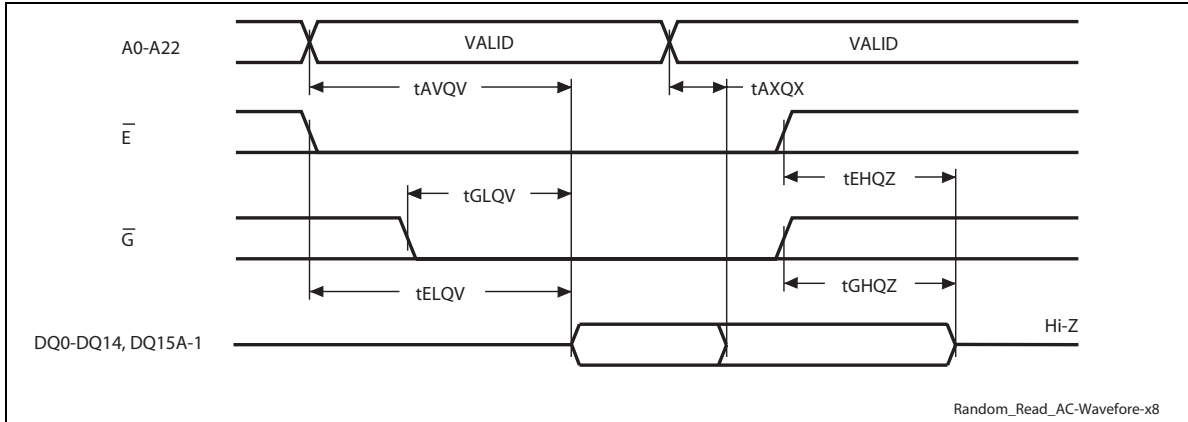 A0-A22
VALID
VALID
tAVQV
tAXQX
E̅
tEHQZ
tGLQV
G̅
tELQV
tGHQZ
Hi-Z
DQ0-DQ14, DQ15A-1
Random_Read_AC-Wavefore-x8